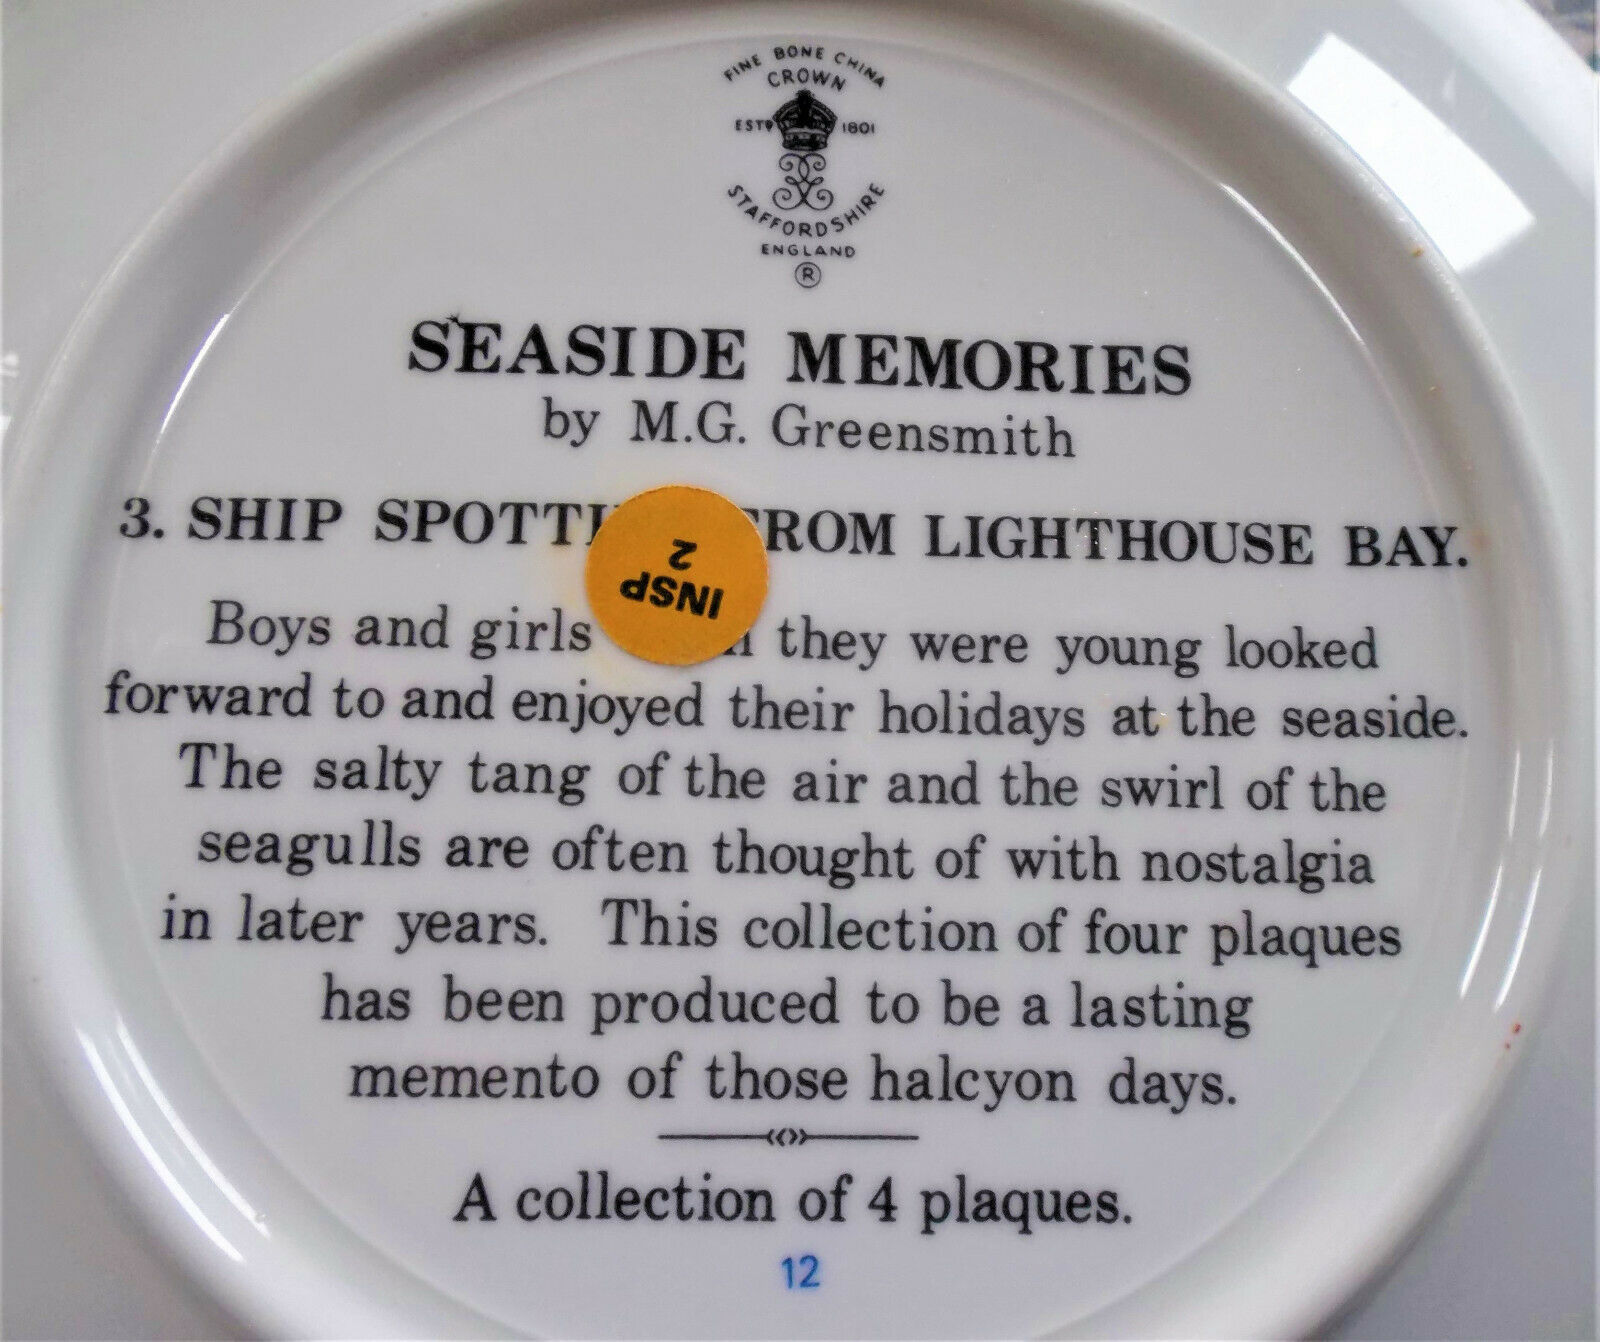 FINE BONE CHINA
CROWN
ESTD 1801
STAFFORDSHIRE
ENGLAND
®
SEASIDE MEMORIES
by M.G. Greensmith
3. SHIP SPOTTI ROM LIGHTHOUSE BAY.
INSP
2
Boys and girls they were young looked
forward to and enjoyed their holidays at the seaside.
The salty tang of the air and the swirl of the
seagulls are often thought of with nostalgia
in later years. This collection of four plaques
has been produced to be a lasting
memento of those halcyon days.
A collection of 4 plaques.
12